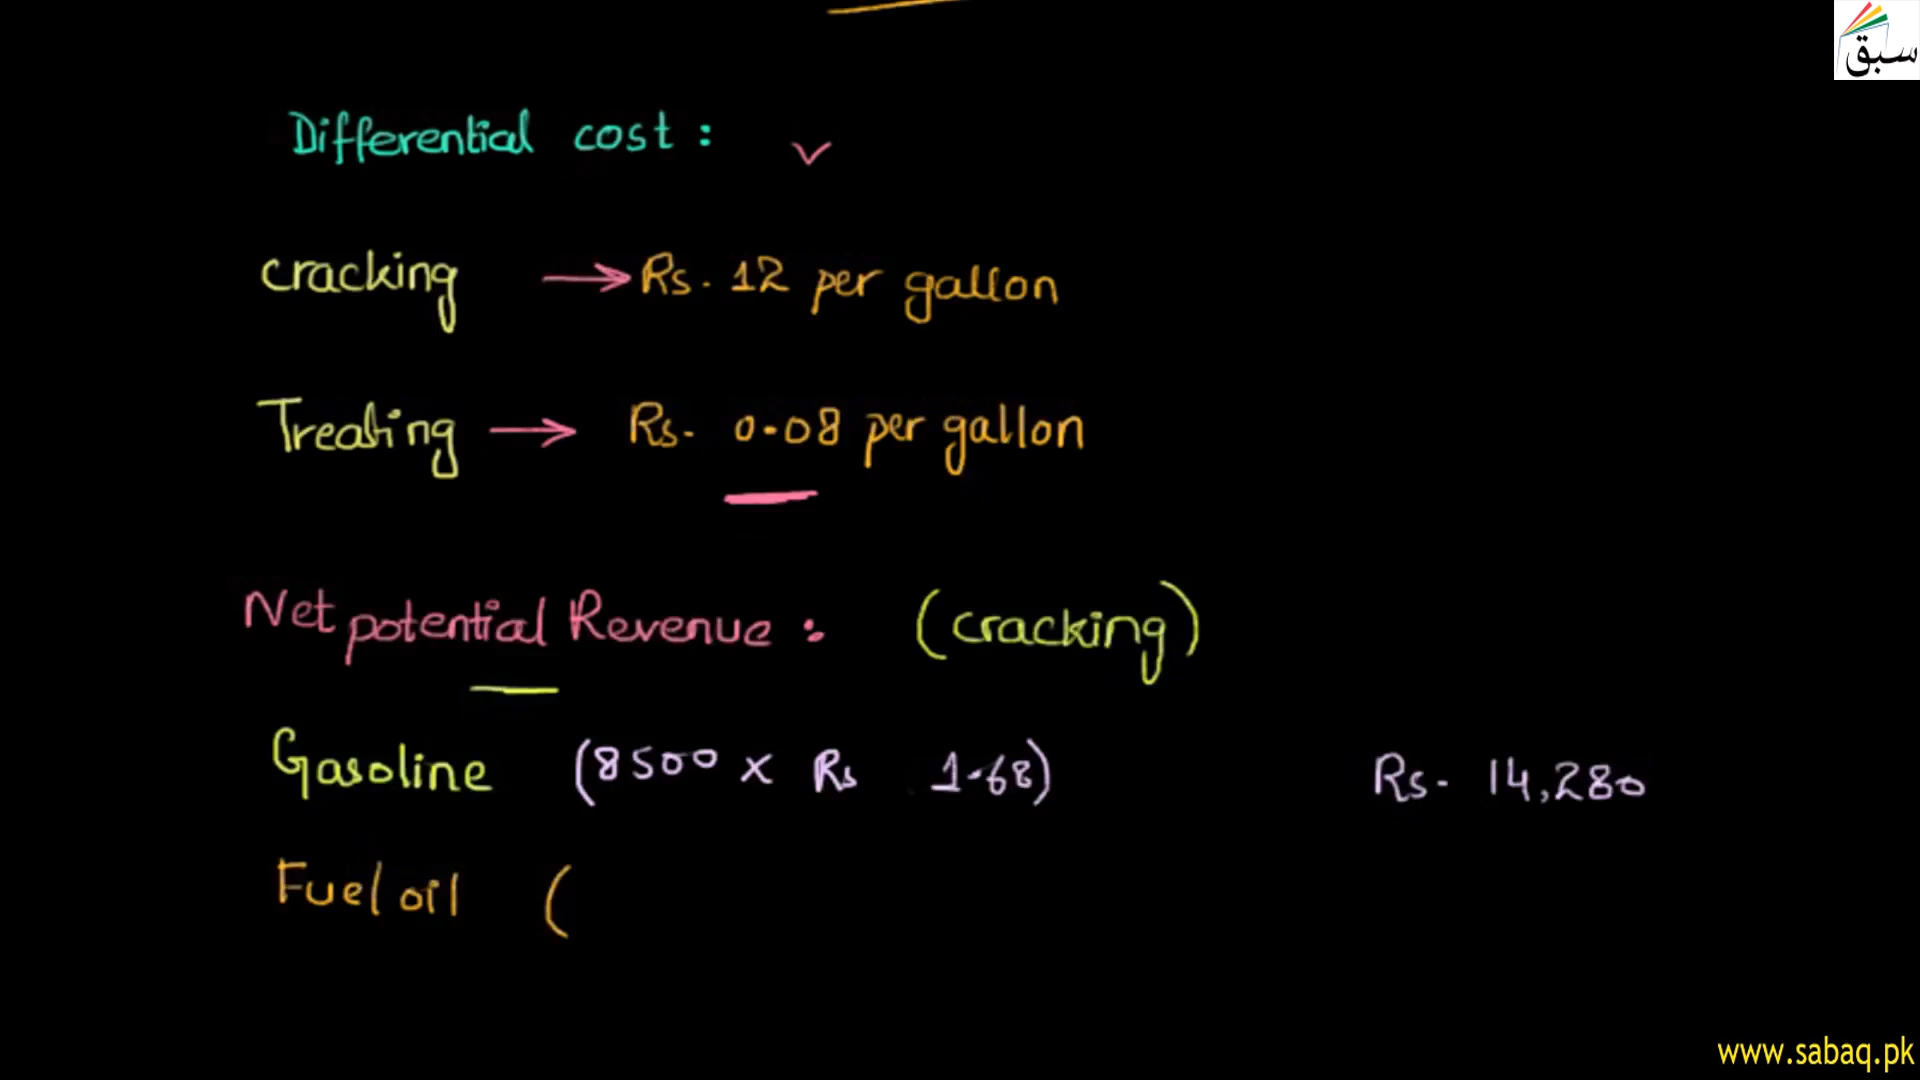 سبق
Differential cost :
cracking → Rs. 12 per gallon
Treating → Rs. 0.08 per gallon
Net potential Revenue : (cracking)
Gasoline (8500 x Rs 1.68) Rs. 14,280
Fuel oil (
www.sabaq.pk